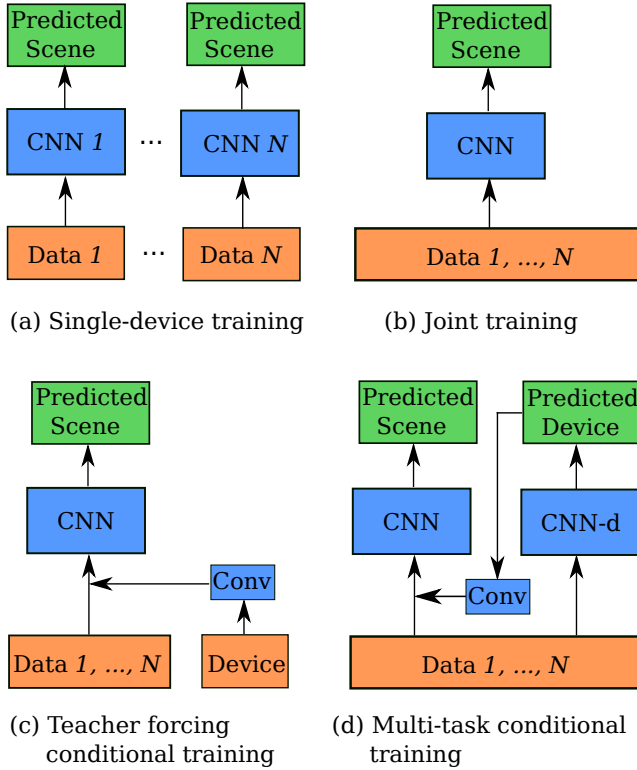 Predicted
Scene
Predicted
Scene
CNN 1
...
CNN N
Data 1
...
Data N
(a) Single-device training
Predicted
Scene
CNN
Data 1, ..., N
(b) Joint training
Predicted
Scene
CNN
Conv
Data 1, ..., N
Device
(c) Teacher forcing
conditional training
Predicted
Scene
Predicted
Device
CNN
CNN-d
Conv
Data 1, ..., N
(d) Multi-task conditional
training